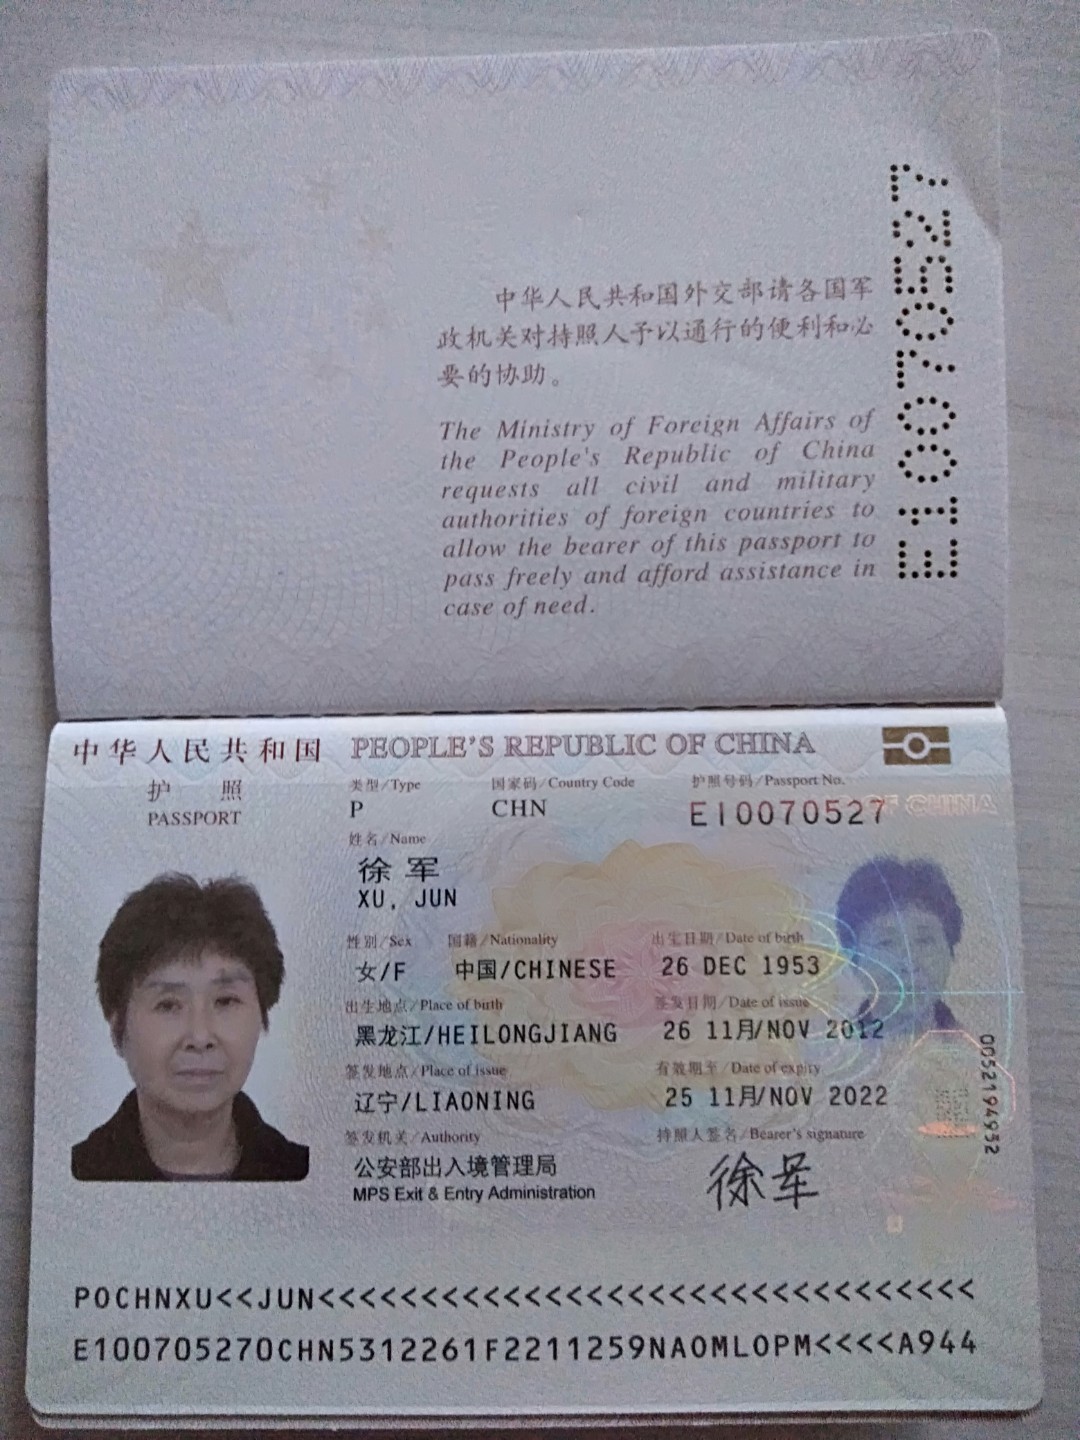 中华人民共和国外交部请各国军
政机关对持照人予以通行的便利和必
要的协助。
The Ministry of Foreign Affairs of
the People's Republic of China
requests all civil and military
authorities of foreign countries to
allow the bearer of this passport to
pass freely and afford assistance in
case of need.
E10070527
中华人民共和国 PEOPLE'S REPUBLIC OF CHINA
护 照
PASSPORT
类型/Type 国家码/Country Code 护照号码/Passport No.
P CHN E10070527
OF CHINA
姓名/Name
徐军
XU, JUN
性别/Sex 国籍/Nationality 出生日期/Date of birth
女/F 中国/CHINESE 26 DEC 1953
出生地点/Place of birth 签发日期/Date of issue
黑龙江/HEILONGJIANG 26 11月/NOV 2012
签发地点/Place of issue 有效期至/Date of expiry
辽宁/LIAONING 25 11月/NOV 2022
签发机关/Authority 持照人签名/Bearer's signature
公安部出入境管理局
MPS Exit & Entry Administration
徐军
0052194952
POCHNXU<<JUN<<<<<<<<<<<<<<<<<<<<<<<<<<<<<<<<
E100705270CHN5312261F2211259NAOMLOPM<<<<A944